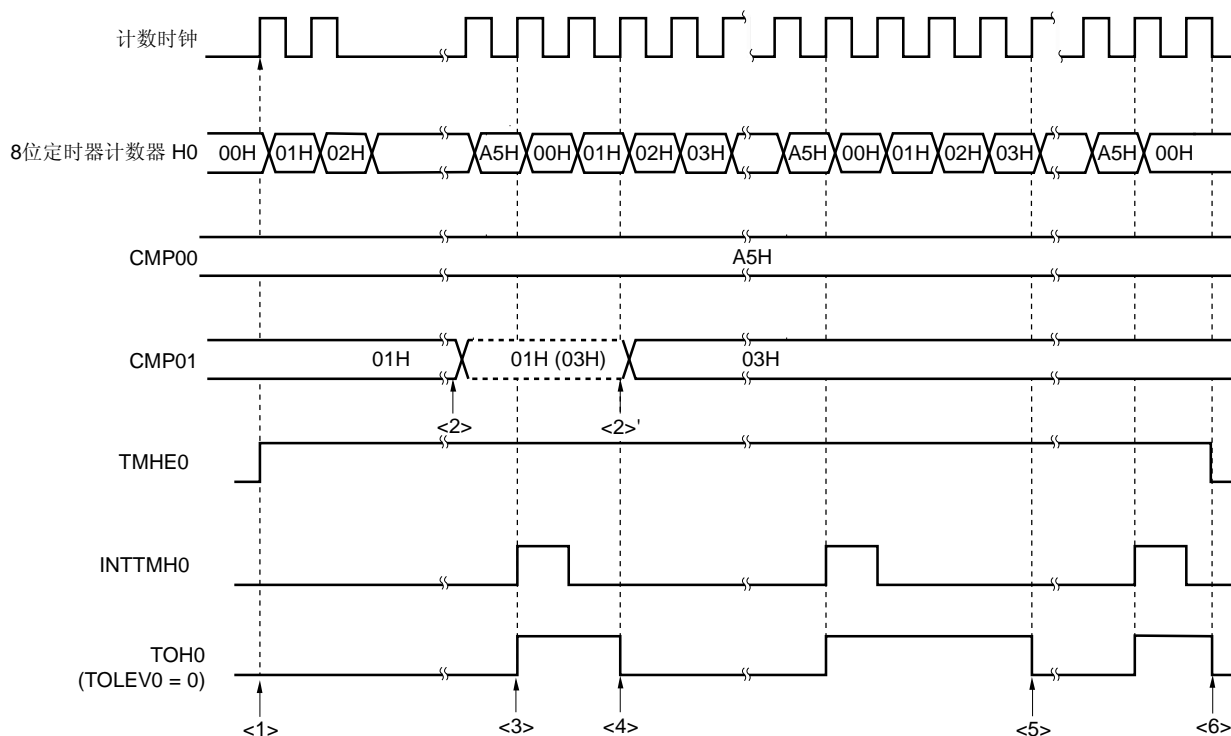 计数时钟
8位定时器计数器 H0 00H 01H 02H A5H 00H 01H 02H 03H A5H 00H 01H 02H 03H A5H 00H
CMP00 A5H
CMP01 01H 01H (03H) 03H
<2> <2>'
TMHE0
INTTMH0
TOH0
(TOLEV0 = 0)
<1> <3> <4> <5> <6>